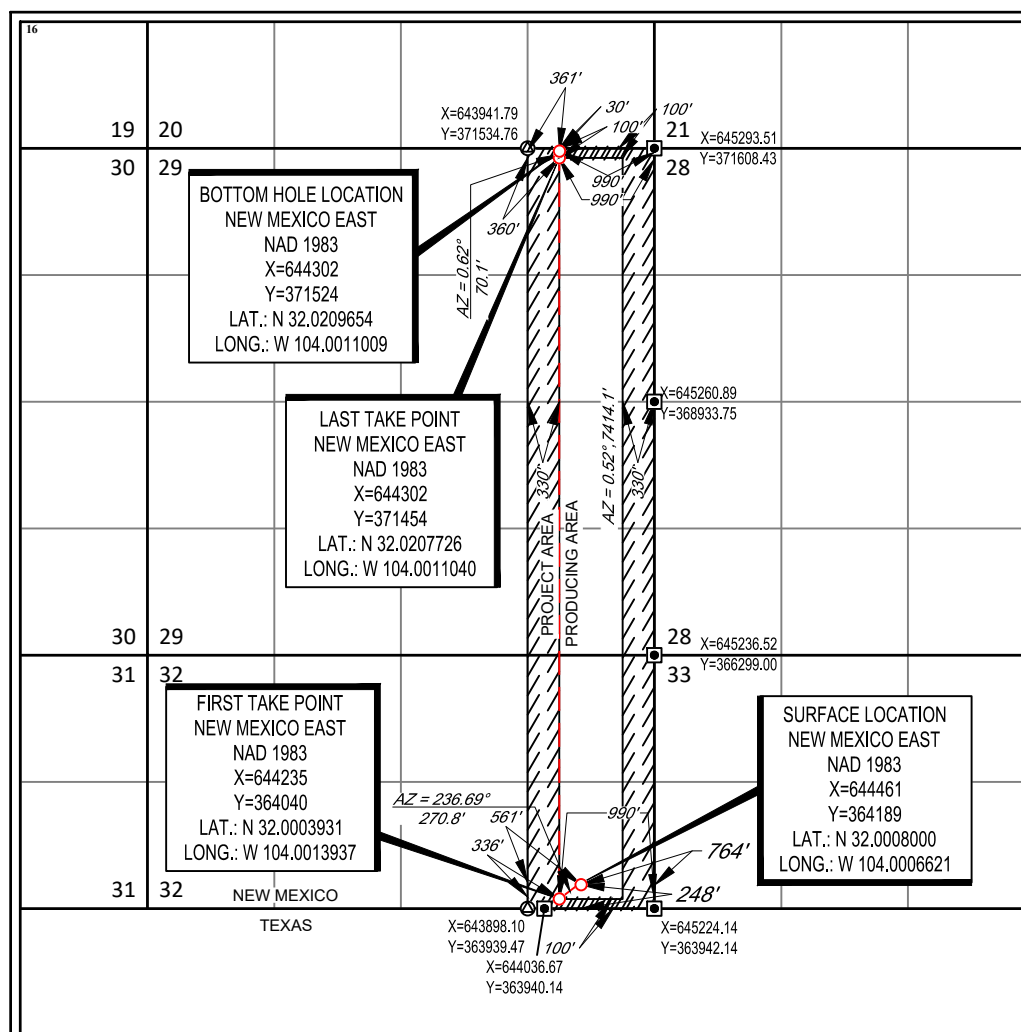 16
361'
X=643941.79
Y=371534.76
30'
100'
100'
19
20
21
X=645293.51
Y=371608.43
30
29
28
990'
990'
360'
AZ = 0.62°
70.1'
BOTTOM HOLE LOCATION
NEW MEXICO EAST
NAD 1983
X=644302
Y=371524
LAT.: N 32.0209654
LONG.: W 104.0011009
LAST TAKE POINT
NEW MEXICO EAST
NAD 1983
X=644302
Y=371454
LAT.: N 32.0207726
LONG.: W 104.0011040
X=645260.89
Y=368933.75
AZ = 0.52°,7414.1'
330'
330'
PROJECT AREA
PRODUCING AREA
30
29
28
X=645236.52
Y=366299.00
31
32
33
FIRST TAKE POINT
NEW MEXICO EAST
NAD 1983
X=644235
Y=364040
LAT.: N 32.0003931
LONG.: W 104.0013937
SURFACE LOCATION
NEW MEXICO EAST
NAD 1983
X=644461
Y=364189
LAT.: N 32.0008000
LONG.: W 104.0006621
AZ = 236.69°
270.8'
561'
990'
336'
764'
248'
31
32
NEW MEXICO
TEXAS
X=643898.10
Y=363939.47
100'
X=645224.14
Y=363942.14
X=644036.67
Y=363940.14